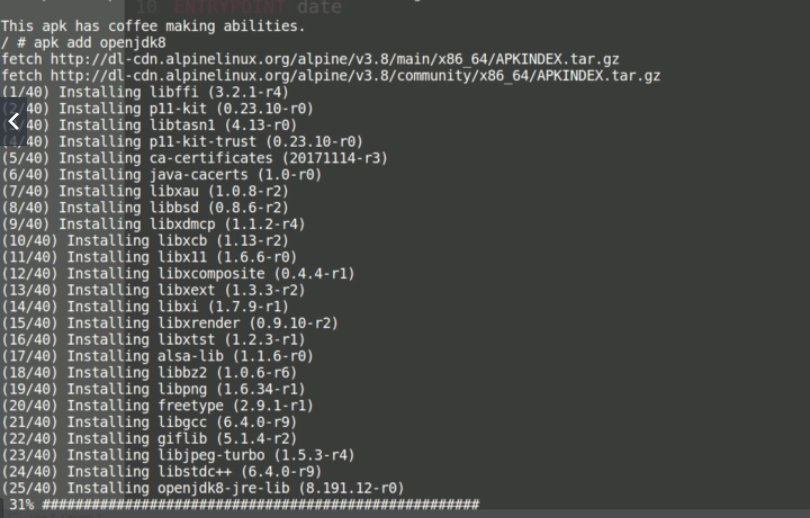 10 ENTRYPOINT date
This apk has coffee making abilities.
/ # apk add openjdk8
fetch http://dl-cdn.alpinelinux.org/alpine/v3.8/main/x86_64/APKINDEX.tar.gz
fetch http://dl-cdn.alpinelinux.org/alpine/v3.8/community/x86_64/APKINDEX.tar.gz
(1/40) Installing libffi (3.2.1-r4)
(2/40) Installing p11-kit (0.23.10-r0)
(3/40) Installing libtasn1 (4.13-r0)
(4/40) Installing p11-kit-trust (0.23.10-r0)
(5/40) Installing ca-certificates (20171114-r3)
(6/40) Installing java-cacerts (1.0-r0)
(7/40) Installing libxau (1.0.8-r2)
(8/40) Installing libbsd (0.8.6-r2)
(9/40) Installing libxdmcp (1.1.2-r4)
(10/40) Installing libxcb (1.13-r2)
(11/40) Installing libx11 (1.6.6-r0)
(12/40) Installing libxcomposite (0.4.4-r1)
(13/40) Installing libxext (1.3.3-r2)
(14/40) Installing libxi (1.7.9-r1)
(15/40) Installing libxrender (0.9.10-r2)
(16/40) Installing libxtst (1.2.3-r1)
(17/40) Installing alsa-lib (1.1.6-r0)
(18/40) Installing libbz2 (1.0.6-r6)
(19/40) Installing libpng (1.6.34-r1)
(20/40) Installing freetype (2.9.1-r1)
(21/40) Installing libgcc (6.4.0-r9)
(22/40) Installing giflib (5.1.4-r2)
(23/40) Installing libjpeg-turbo (1.5.3-r4)
(24/40) Installing libstdc++ (6.4.0-r9)
(25/40) Installing openjdk8-jre-lib (8.191.12-r0)
31% #####################################################